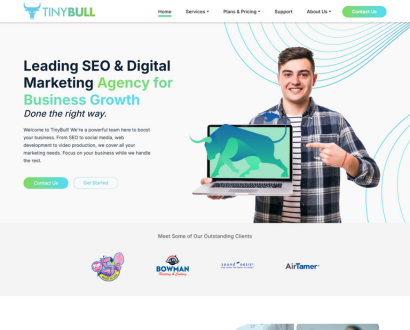 TINYBULL
Home
Services
Plans & Pricing
Support
About Us
Contact Us
Leading SEO & Digital
Marketing Agency for
Business Growth
Done the right way.
Welcome to TinyBull! We're a powerful team here to boost
your business. From SEO to social media, web
development to video production, we cover all your
marketing needs. Focus on your business while we handle
the rest.
Contact Us
Get Started
Meet Some of Our Outstanding Clients
BOWMAN
Heating & Cooling
sound easier
AirTamer